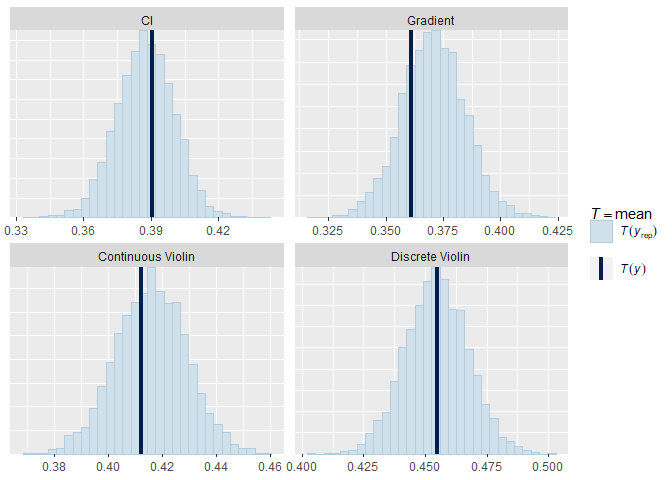 CI
Gradient
0.33 0.36 0.39 0.42
0.325 0.350 0.375 0.400 0.425
Continuous Violin
Discrete Violin
0.38 0.40 0.42 0.44 0.46
0.400 0.425 0.450 0.475 0.500
T = mean
T(yrep)
T(y)